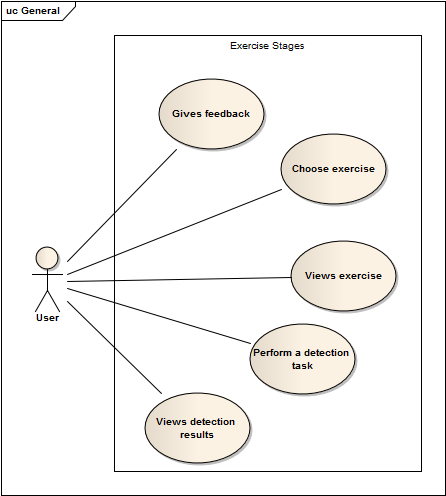 uc General
Exercise Stages
Gives feedback
Choose exercise
Views exercise
User
Perform a detection
task
Views detection
results